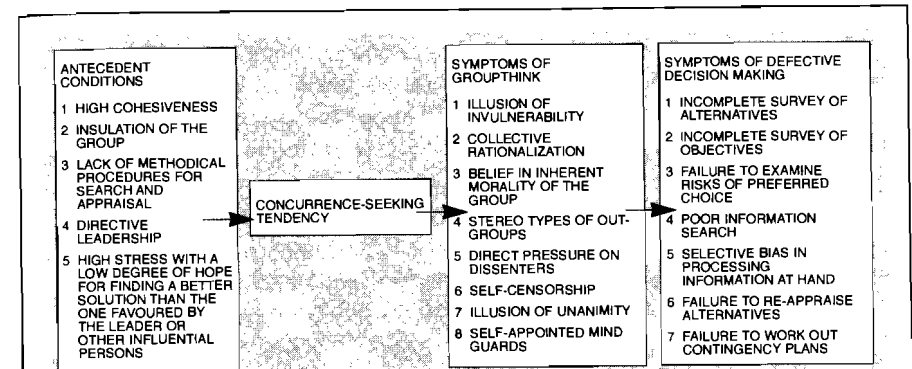 ANTECEDENT
CONDITIONS
1 HIGH COHESIVENESS
2 INSULATION OF THE
GROUP
3 LACK OF METHODICAL
PROCEDURES FOR
SEARCH AND
APPRAISAL
4 DIRECTIVE
LEADERSHIP
5 HIGH STRESS WITH A
LOW DEGREE OF HOPE
FOR FINDING A BETTER
SOLUTION THAN THE
ONE FAVOURED BY
THE LEADER OR
OTHER INFLUENTIAL
PERSONS
CONCURRENCE-SEEKING
TENDENCY
SYMPTOMS OF
GROUPTHINK
1 ILLUSION OF
INVULNERABILITY
2 COLLECTIVE
RATIONALIZATION
3 BELIEF IN INHERENT
MORALITY OF THE
GROUP
4 STEREO TYPES OF OUT-
GROUPS
5 DIRECT PRESSURE ON
DISSENTERS
6 SELF-CENSORSHIP
7 ILLUSION OF UNANIMITY
8 SELF-APPOINTED MIND
GUARDS
SYMPTOMS OF DEFECTIVE
DECISION MAKING
1 INCOMPLETE SURVEY OF
ALTERNATIVES
2 INCOMPLETE SURVEY OF
OBJECTIVES
3 FAILURE TO EXAMINE
RISKS OF PREFERRED
CHOICE
4 POOR INFORMATION
SEARCH
5 SELECTIVE BIAS IN
PROCESSING
INFORMATION AT HAND
6 FAILURE TO RE-APPRAISE
ALTERNATIVES
7 FAILURE TO WORK OUT
CONTINGENCY PLANS